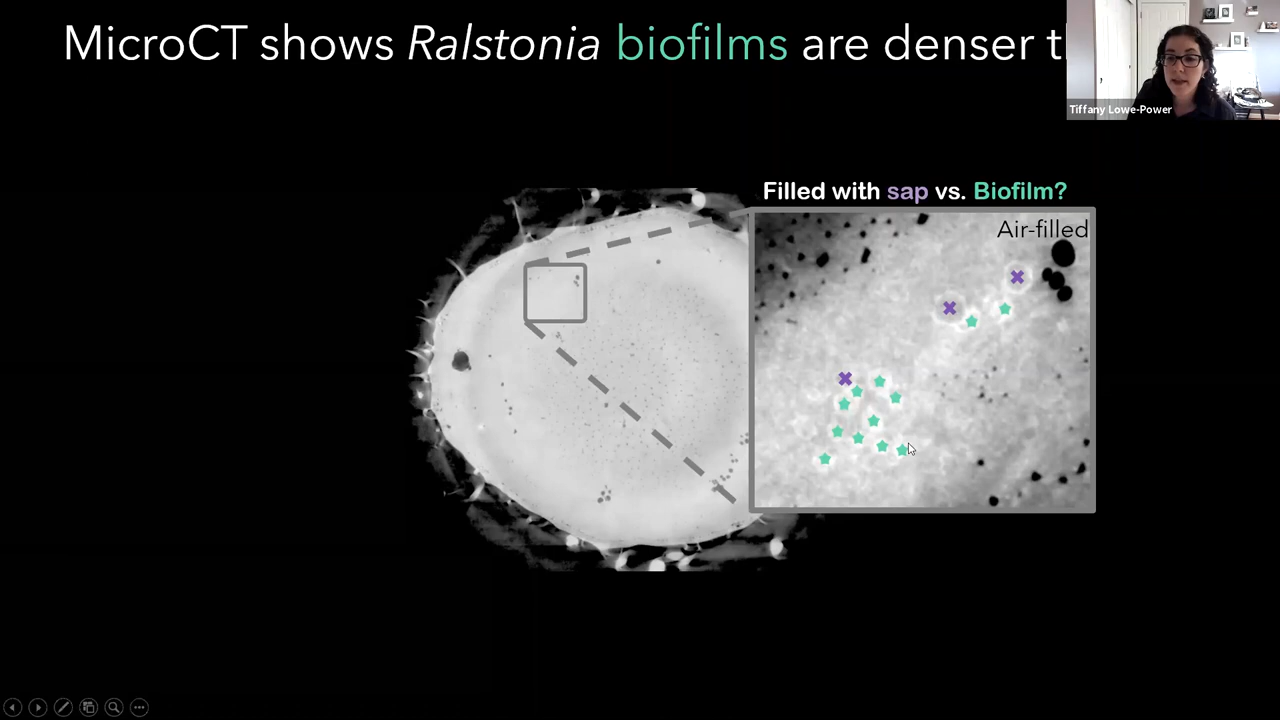 MicroCT shows Ralstonia biofilms are denser
Tiffany Lowe-Power
Filled with sap vs. Biofilm?
Air-filled